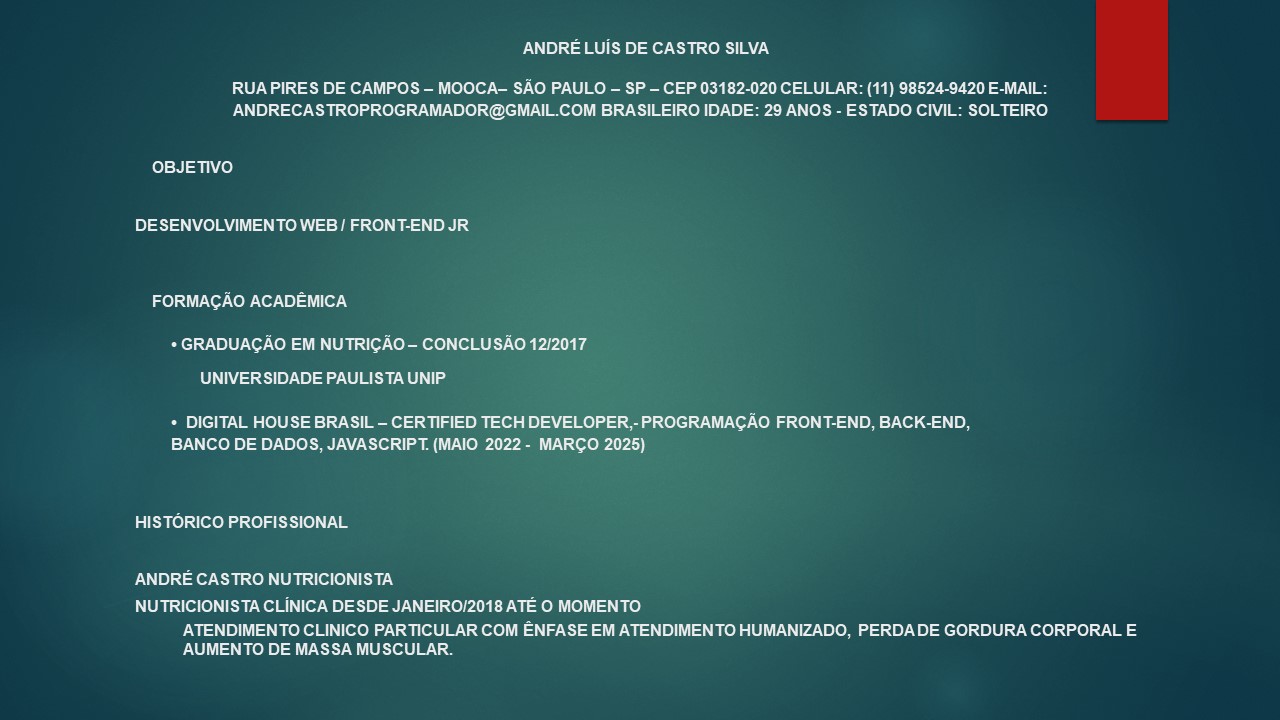 ANDRÉ LUÍS DE CASTRO SILVA
RUA PIRES DE CAMPOS – MOOCA– SÃO PAULO – SP – CEP 03182-020 CELULAR: (11) 98524-9420 E-MAIL:
ANDRECASTROPROGRAMADOR@GMAIL.COM BRASILEIRO IDADE: 29 ANOS - ESTADO CIVIL: SOLTEIRO
OBJETIVO
DESENVOLVIMENTO WEB / FRONT-END JR
FORMAÇÃO ACADÊMICA
• GRADUAÇÃO EM NUTRIÇÃO – CONCLUSÃO 12/2017
UNIVERSIDADE PAULISTA UNIP
• DIGITAL HOUSE BRASIL – CERTIFIED TECH DEVELOPER,- PROGRAMAÇÃO FRONT-END, BACK-END,
BANCO DE DADOS, JAVASCRIPT. (MAIO 2022 - MARÇO 2025)
HISTÓRICO PROFISSIONAL
ANDRÉ CASTRO NUTRICIONISTA
NUTRICIONISTA CLÍNICA DESDE JANEIRO/2018 ATÉ O MOMENTO
ATENDIMENTO CLINICO PARTICULAR COM ÊNFASE EM ATENDIMENTO HUMANIZADO, PERDA DE GORDURA CORPORAL E
AUMENTO DE MASSA MUSCULAR.